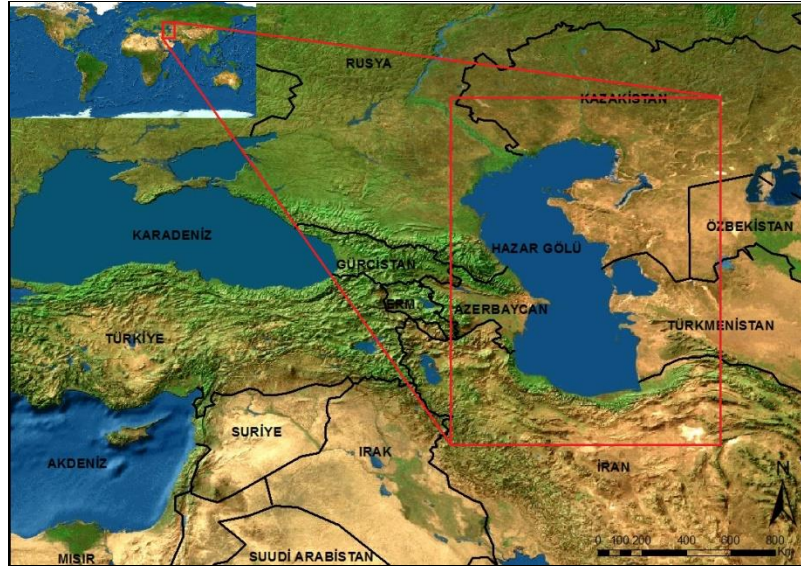 RUSYA
KAZAKİSTAN
ÖZBEKİSTAN
KARADENİZ
HAZAR GÖLÜ
GÜRCİSTAN
ERM.
AZERBAYCAN
TÜRKMENİSTAN
TÜRKİYE
SURİYE
IRAK
AKDENİZ
İRAN
N
MISIR
SUUDİ ARABİSTAN
0 100 200 400 600 800
Km